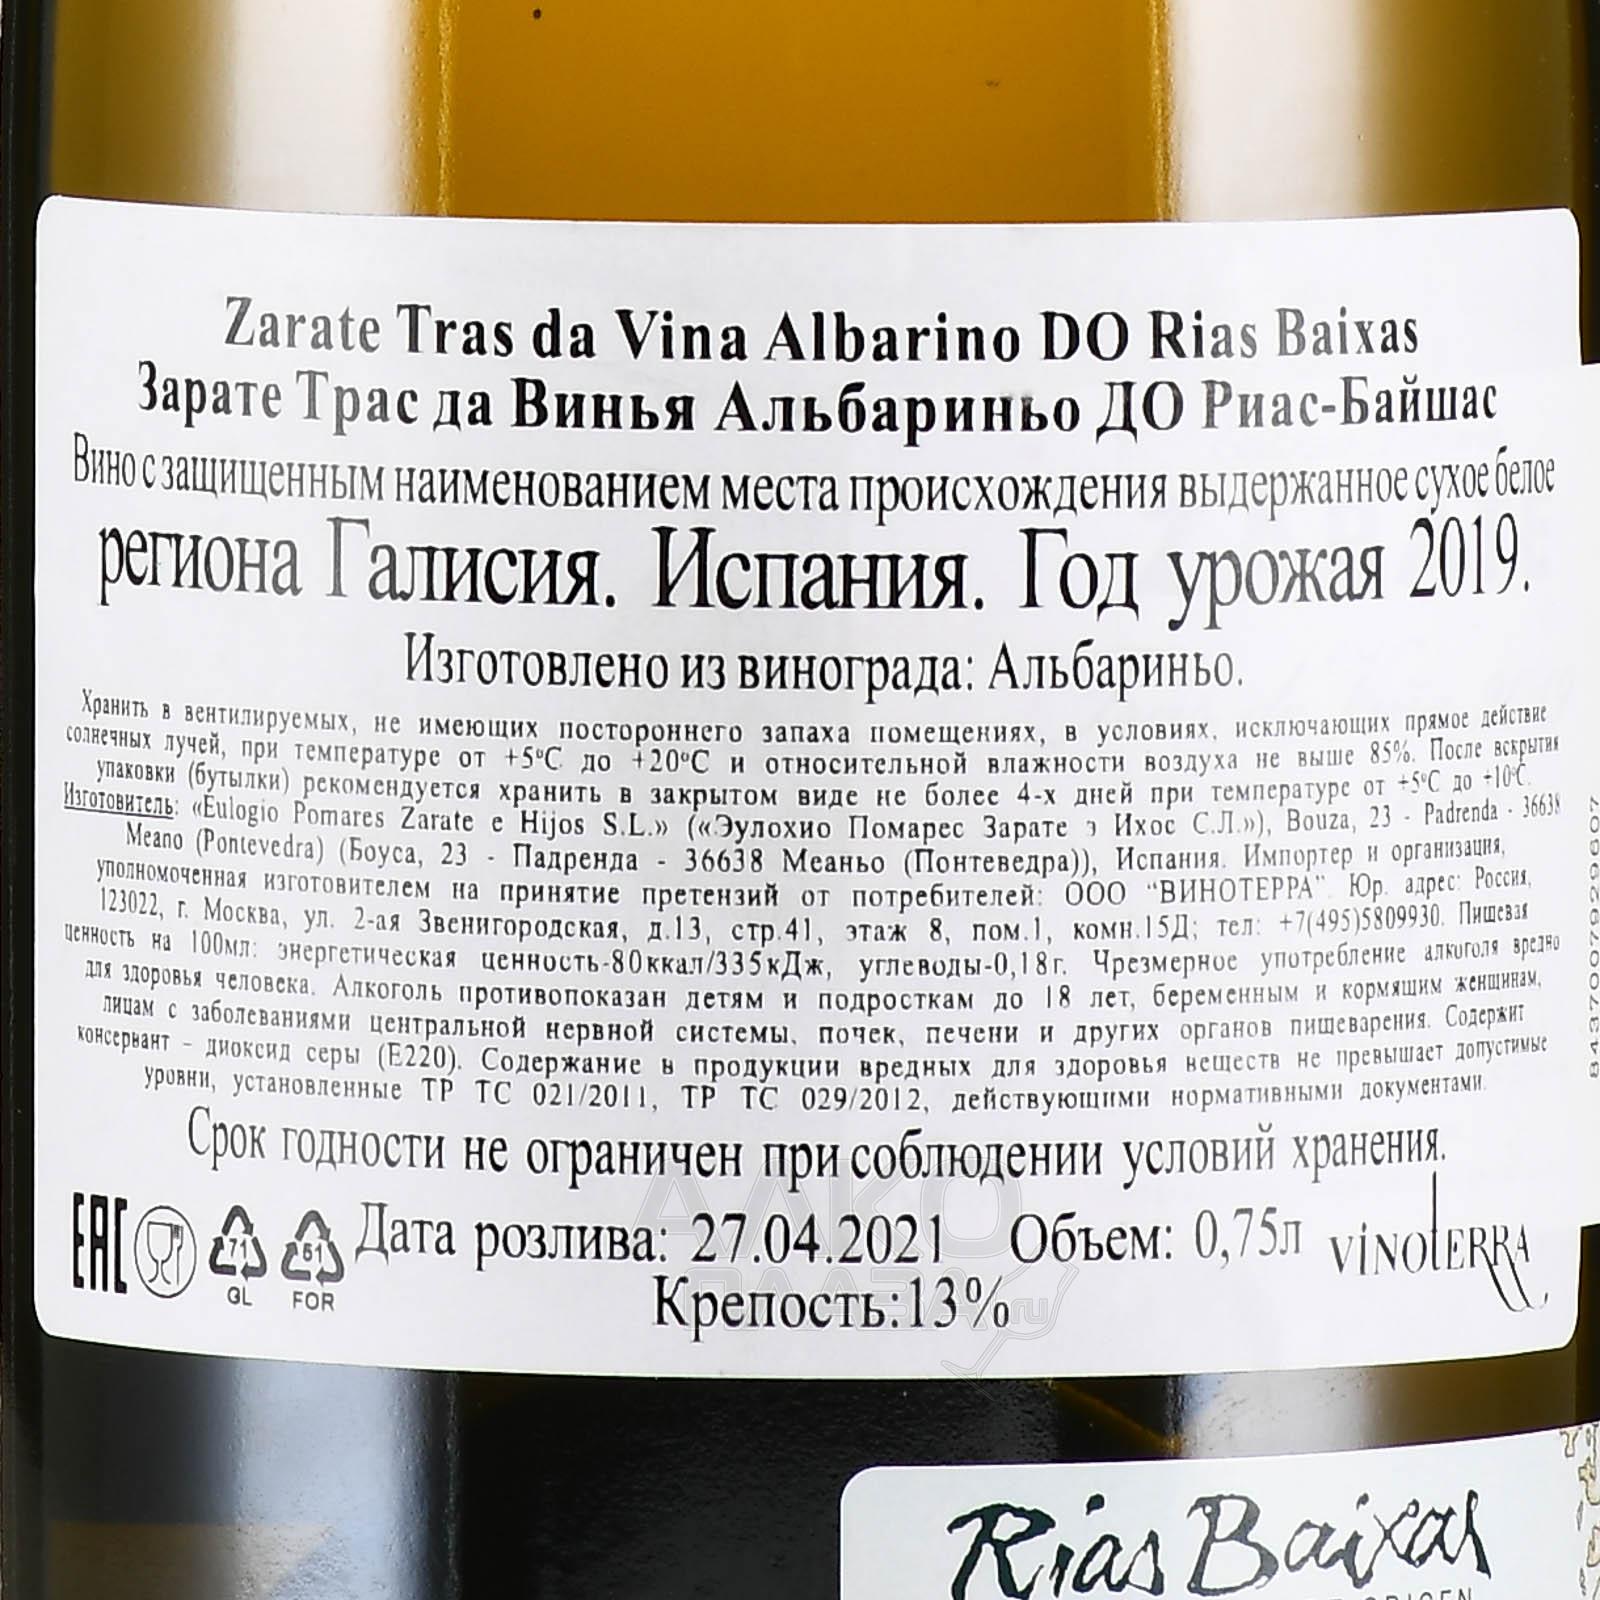 Zarate Tras da Vina Albarino DO Rias Baixas
Зарате Трас да Винья Альбариньо ДО Риас-Байшас
Вино с защищенным наименованием места происхождения выдержанное сухое белое
региона Галисия. Испания. Год урожая 2019.
Изготовлено из винограда: Альбариньо.
Хранить в вентилируемых, не имеющих постороннего запаха помещениях, в условиях, исключающих прямое действие
солнечных лучей, при температуре от +5ºС до +20ºС и относительной влажности воздуха не выше 85%. После вскрытия
упаковки (бутылки) рекомендуется хранить в закрытом виде не более 4-х дней при температуре от +5ºС до +10ºС.
Изготовитель: «Eulogio Pomares Zarate e Hijos S.L.» («Эулохио Помарес Зарате э Ихос С.Л.»), Bouza, 23 - Padrenda - 36638
Meano (Pontevedra) (Боуса, 23 - Падренда - 36638 Меаньо (Понтеведра)), Испания. Импортер и организация,
уполномоченная изготовителем на принятие претензий от потребителей: ООО "ВИНОТЕРРА". Юр. адрес: Россия,
123022, г. Москва, ул. 2-ая Звенигородская, д.13, стр.41, этаж 8, пом.1, комн.15Д; тел: +7(495)5809930. Пищевая
ценность на 100мл: энергетическая ценность-80ккал/335кДж, углеводы-0,18г. Чрезмерное употребление алкоголя вредно
для здоровья человека. Алкоголь противопоказан детям и подросткам до 18 лет, беременным и кормящим женщинам,
лицам с заболеваниями центральной нервной системы, почек, печени и других органов пищеварения. Содержит
консервант – диоксид серы (Е220). Содержание в продукции вредных для здоровья веществ не превышает допустимые
уровни, установленные ТР ТС 021/2011, ТР ТС 029/2012, действующими нормативными документами.
Срок годности не ограничен при соблюдении условий хранения.
EAC 71 GL 51 FOR Дата розлива: 27.04.2021 Объем: 0,75л VINOTERRA
Крепость:13%
АЛКО
ПЛАЗА.ru
8437007929607
Rias Baixas